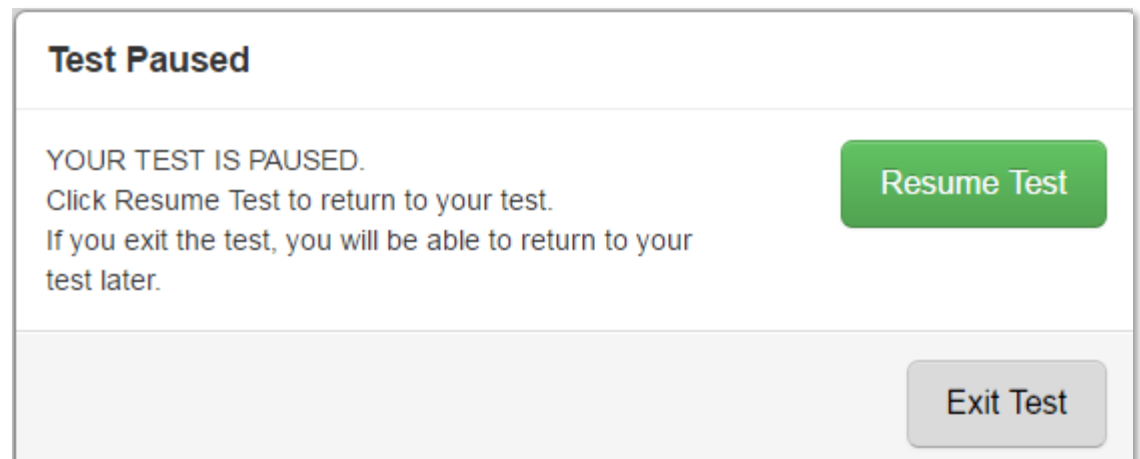 Test Paused
YOUR TEST IS PAUSED.
Click Resume Test to return to your test.
If you exit the test, you will be able to return to your
test later.
Resume Test
Exit Test